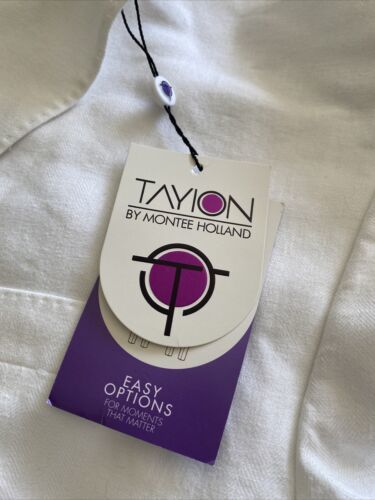 TAYION
BY MONTEE HOLLAND
T
EASY
OPTIONS
FOR MOMENTS
THAT MATTER